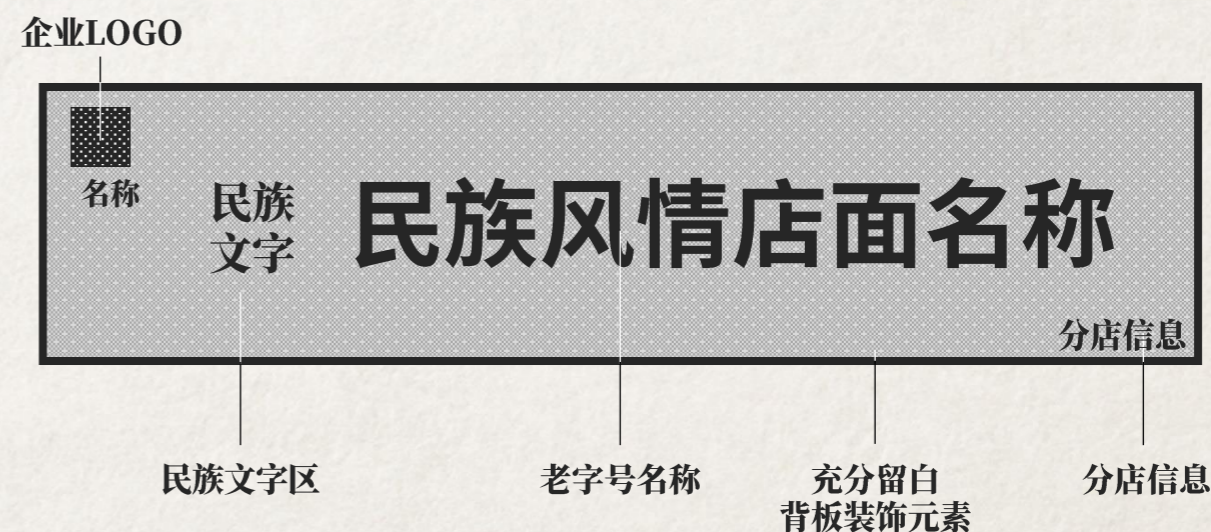 企业LOGO
名称
民族
文字
民族风情店面名称
分店信息
民族文字区
老字号名称
充分留白
背板装饰元素
分店信息